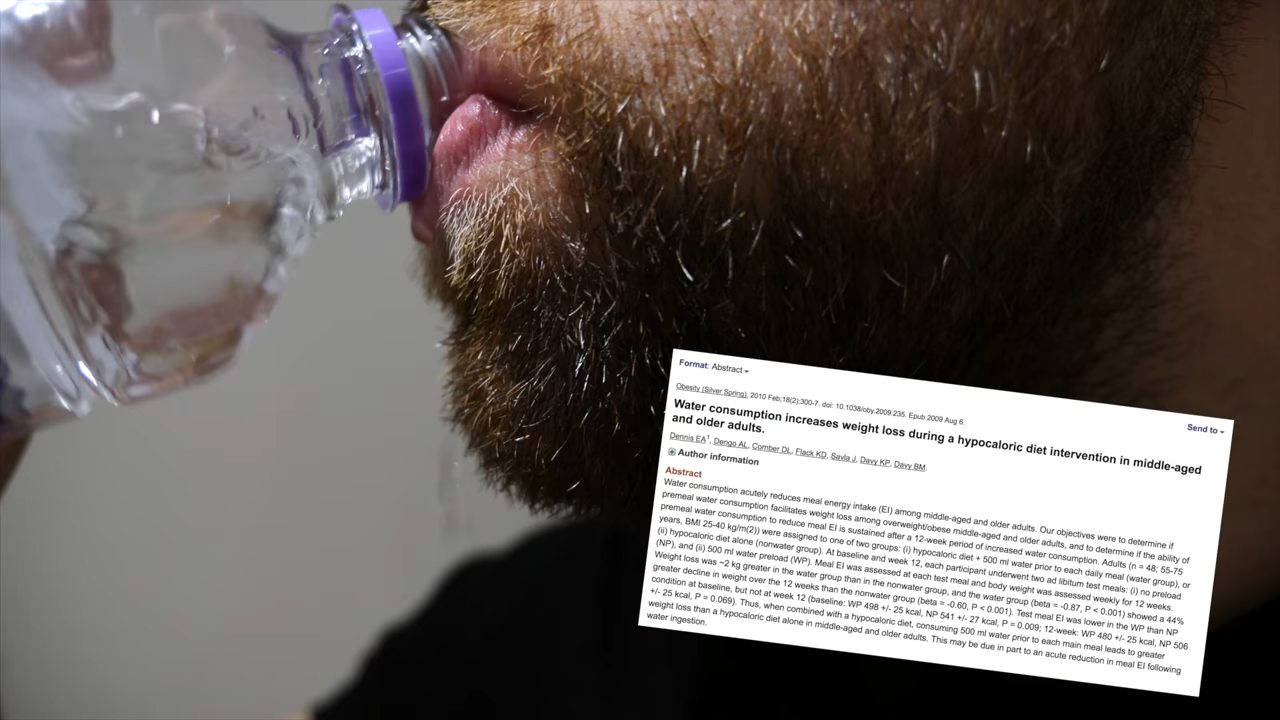 Format: Abstract
Send to
Obesity (Silver Spring). 2010 Feb;18(2):300-7. doi: 10.1038/oby.2009.235. Epub 2009 Aug 6.
Water consumption increases weight loss during a hypocaloric diet intervention in middle-aged
and older adults.
Dennis EA1, Dengo AL, Comber DL, Flack KD, Savla J, Davy KP, Davy BM.
Author information
Abstract
Water consumption acutely reduces meal energy intake (EI) among middle-aged and older adults. Our objectives were to determine if
premeal water consumption facilitates weight loss among overweight/obese middle-aged and older adults, and to determine if the ability of
premeal water consumption to reduce meal EI is sustained after a 12-week period of increased water consumption. Adults (n = 48; 55-75
years, BMI 25-40 kg/m(2)) were assigned to one of two groups: (i) hypocaloric diet + 500 ml water prior to each daily meal (water group), or
(ii) hypocaloric diet alone (nonwater group). At baseline and week 12, each participant underwent two ad libitum test meals: (i) no preload
(NP), and (ii) 500 ml water preload (WP). Meal EI was assessed at each test meal and body weight was assessed weekly for 12 weeks.
Weight loss was ~2 kg greater in the water group than in the nonwater group, and the water group (beta = -0.87, P < 0.001) showed a 44%
greater decline in weight over the 12 weeks than the nonwater group (beta = -0.60, P < 0.001). Test meal EI was lower in the WP than NP
condition at baseline, but not at week 12 (baseline: WP 498 +/- 25 kcal, NP 541 +/- 27 kcal, P = 0.009; 12-week: WP 480 +/- 25 kcal, NP 506
+/- 25 kcal, P = 0.069). Thus, when combined with a hypocaloric diet, consuming 500 ml water prior to each main meal leads to greater
weight loss than a hypocaloric diet alone in middle-aged and older adults. This may be due in part to an acute reduction in meal EI following
water ingestion.